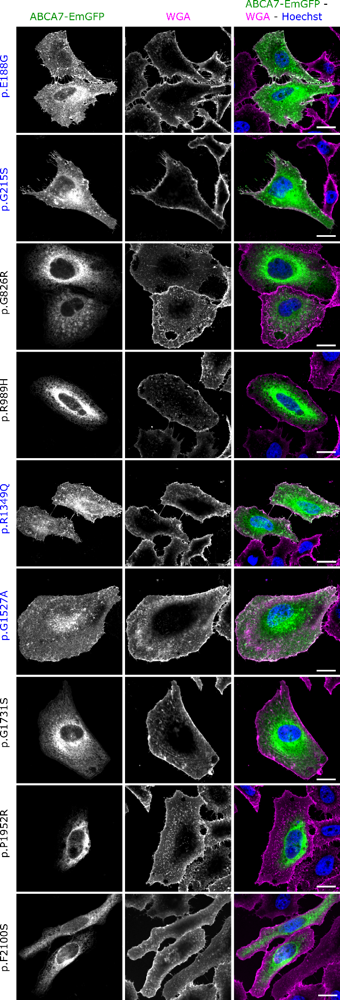 ABCA7-EmGFP
WGA
ABCA7-EmGFP -
WGA - Hoechst
p.E188G
p.G215S
p.G826R
p.R989H
p.R1349Q
p.G1527A
p.G1731S
p.P1952R
p.F2100S